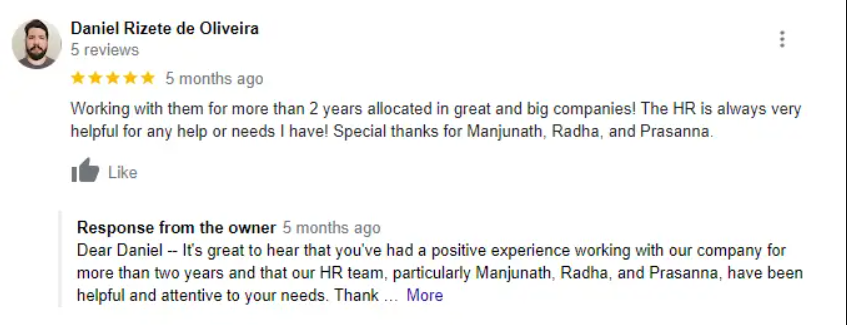 Daniel Rizete de Oliveira
5 reviews
5 months ago
Working with them for more than 2 years allocated in great and big companies! The HR is always very
helpful for any help or needs I have! Special thanks for Manjunath, Radha, and Prasanna.
Like
Response from the owner 5 months ago
Dear Daniel -- It's great to hear that you've had a positive experience working with our company for
more than two years and that our HR team, particularly Manjunath, Radha, and Prasanna, have been
helpful and attentive to your needs. Thank ... More